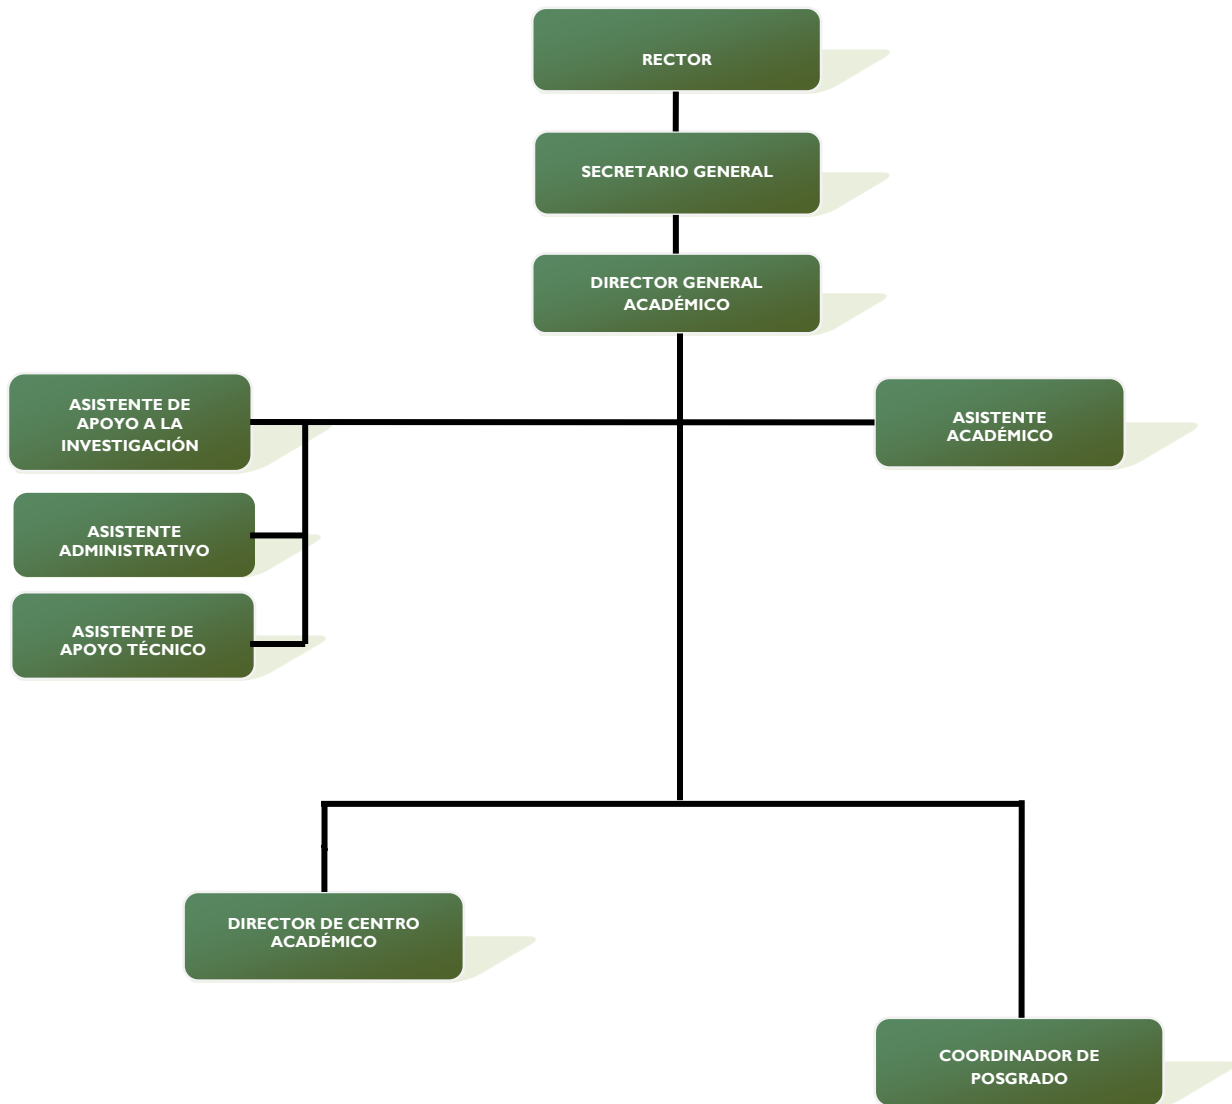 RECTOR
SECRETARIO GENERAL
DIRECTOR GENERAL
ACADÉMICO
ASISTENTE DE
APOYO A LA
INVESTIGACIÓN
ASISTENTE
ACADÉMICO
ASISTENTE
ADMINISTRATIVO
ASISTENTE DE
APOYO TÉCNICO
DIRECTOR DE CENTRO
ACADÉMICO
COORDINADOR DE
POSGRADO